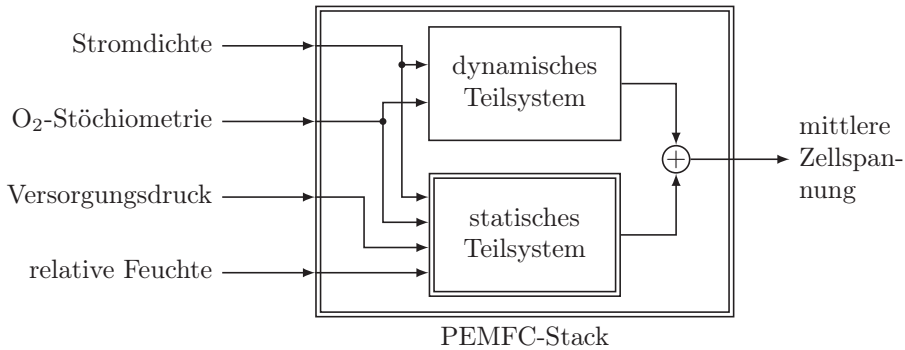 Stromdichte
O₂-Stöchiometrie
Versorgungsdruck
relative Feuchte
dynamisches
Teilsystem
statisches
Teilsystem
+
mittlere
Zellspan-
nung
PEMFC-Stack